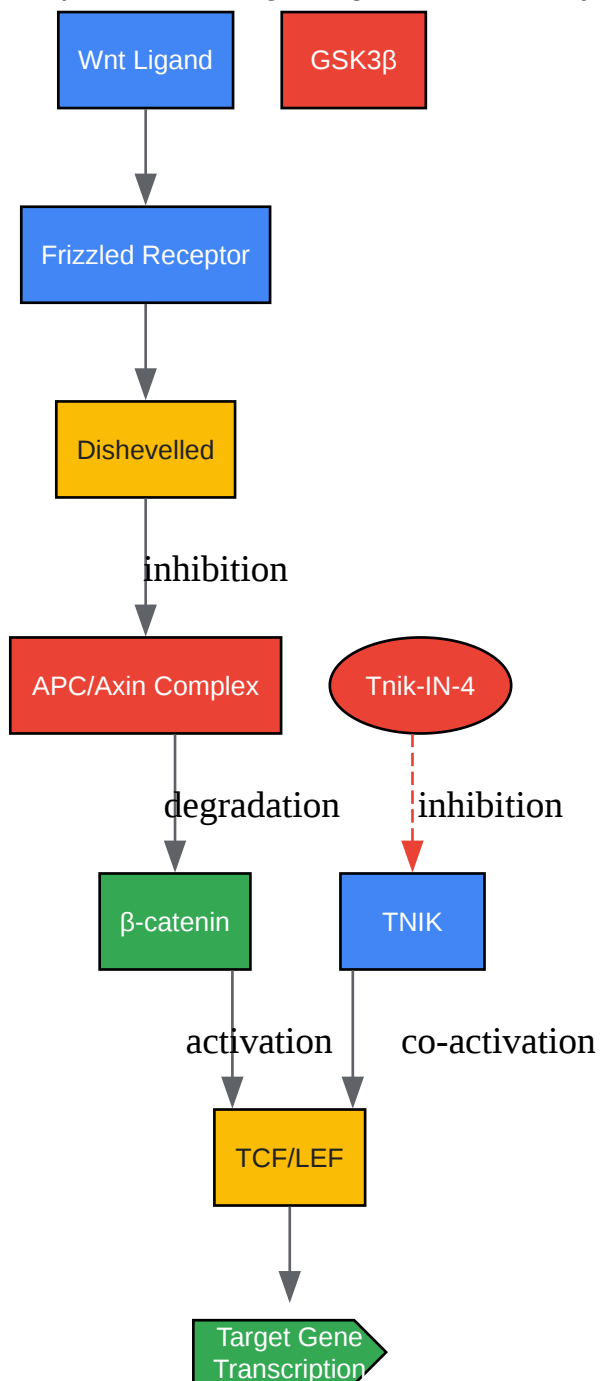 Wnt Ligand
GSK3β
Frizzled Receptor
Dishevelled
inhibition
APC/Axin Complex
Tnik-IN-4
degradation
inhibition
β-catenin
TNIK
activation
co-activation
TCF/LEF
Target Gene
Transcription